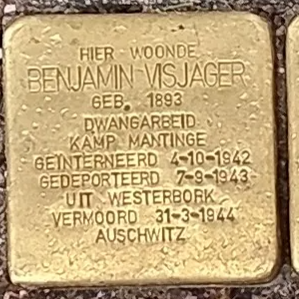 HIER WOONDE
BENJAMIN VISJAGER
GEB. 1893
DWANGARBEID
KAMP MANTINGE
GEÏNTERNEERD 4-10-1942
GEDEPORTEERD 7-9-1943
UIT WESTERBORK
VERMOORD 31-3-1944
AUSCHWITZ